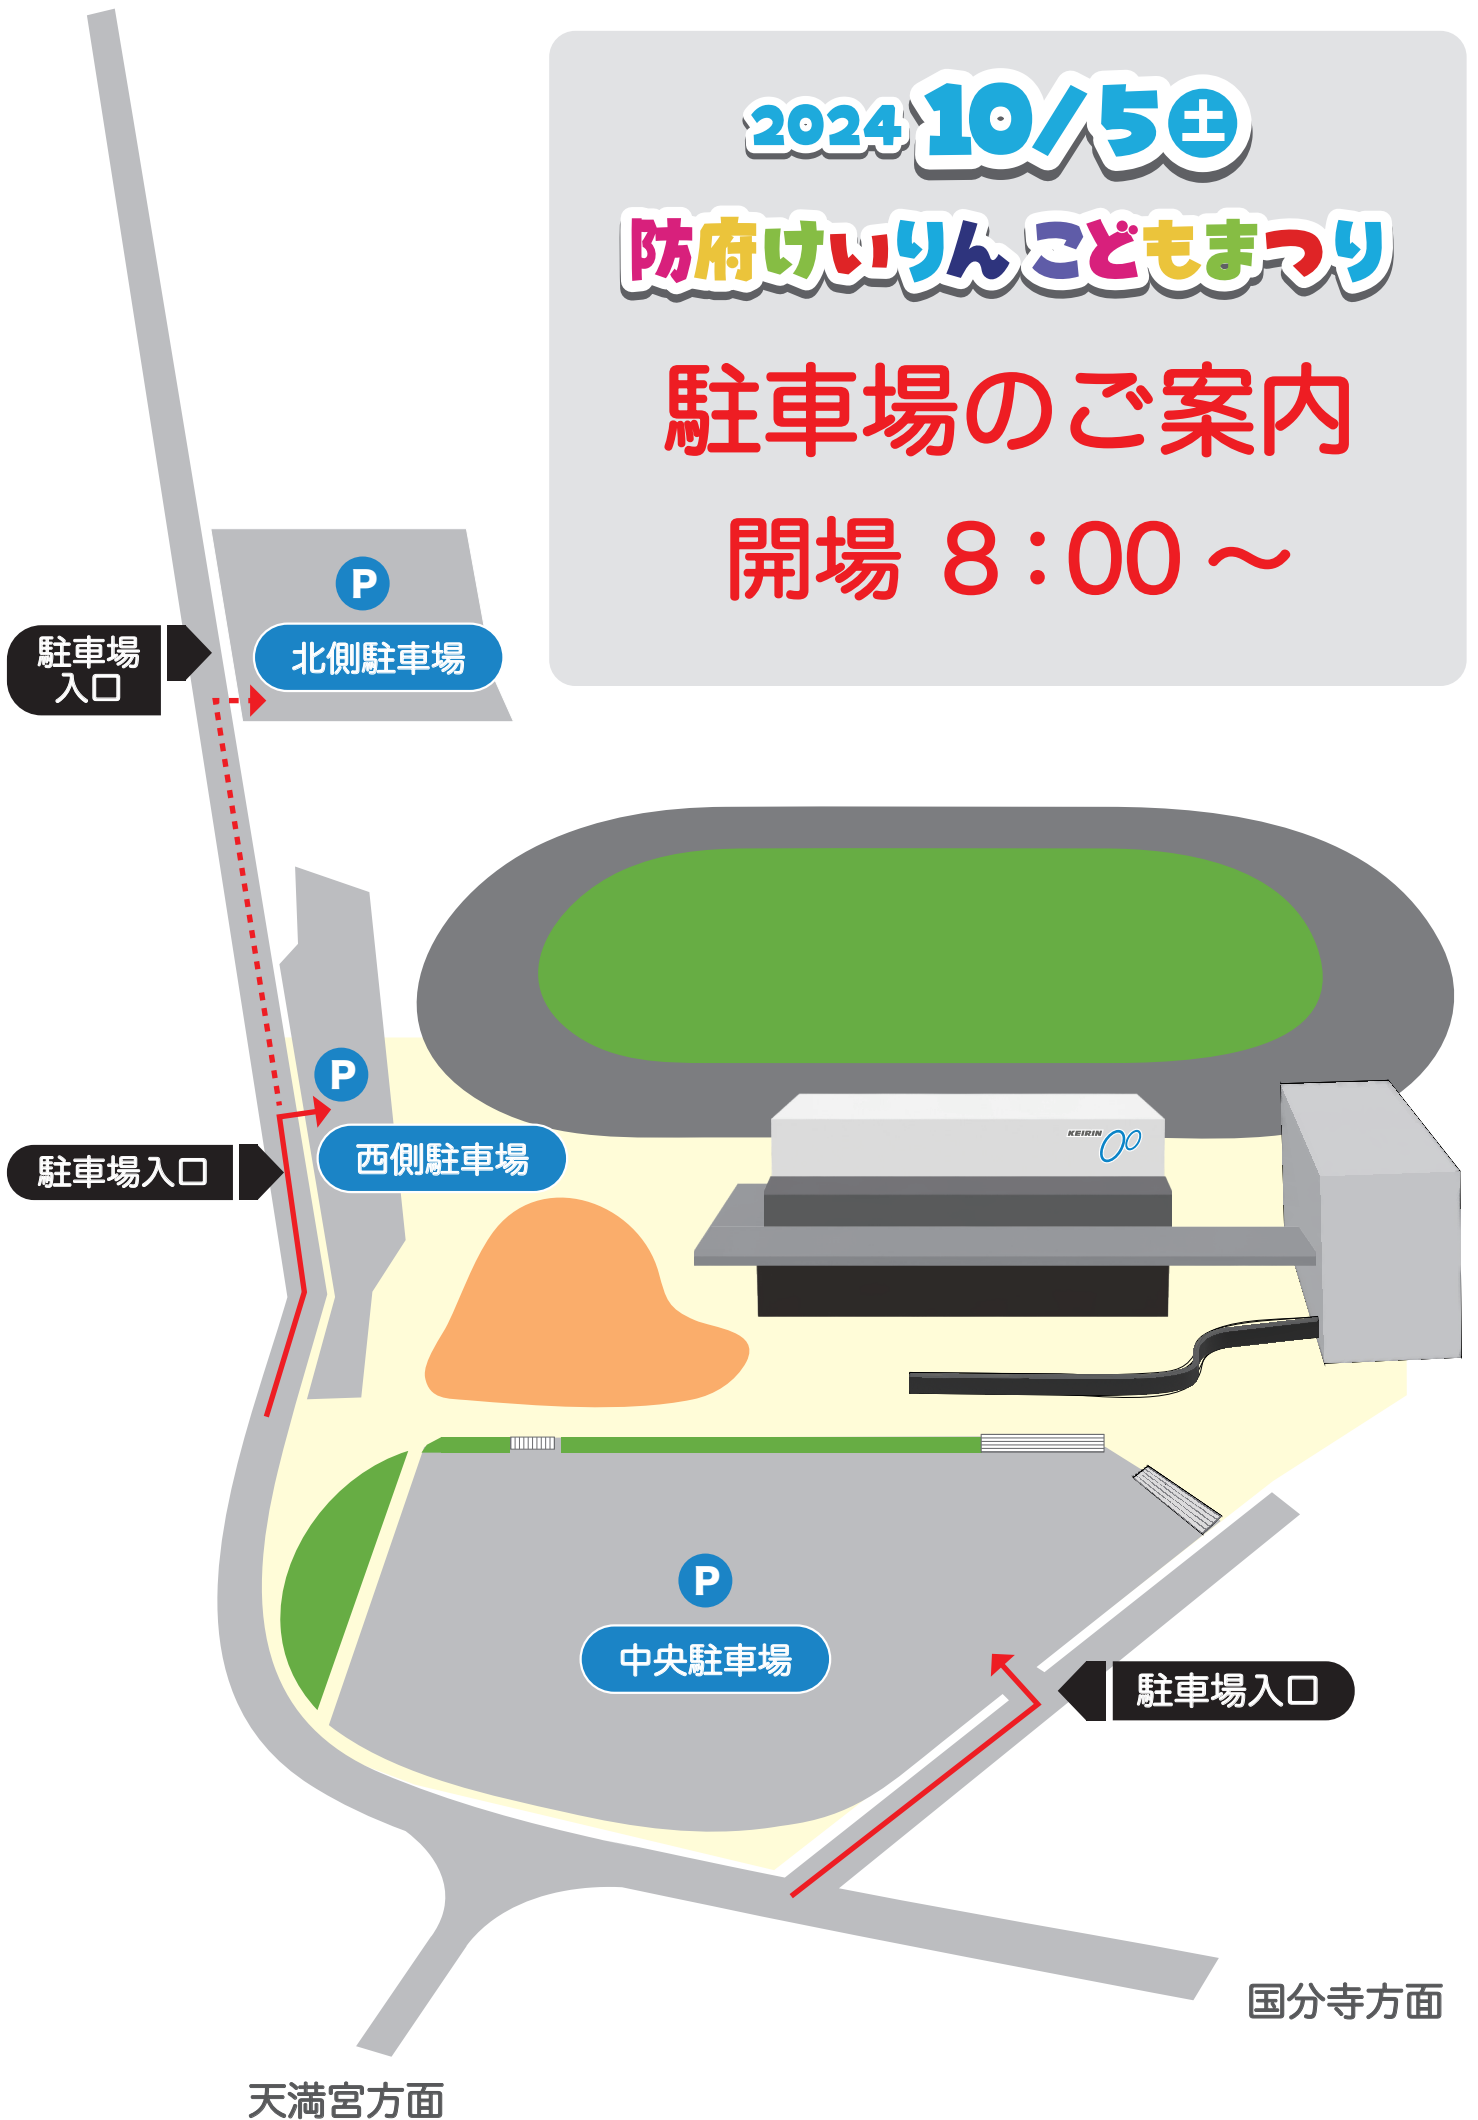 2024 10/5 土
防府けいりん こどもまつり
駐車場のご案内
開場 8:00～
P
北側駐車場
駐車場
入口
P
西側駐車場
駐車場入口
KEIRIN
P
中央駐車場
駐車場入口
国分寺方面
天満宮方面